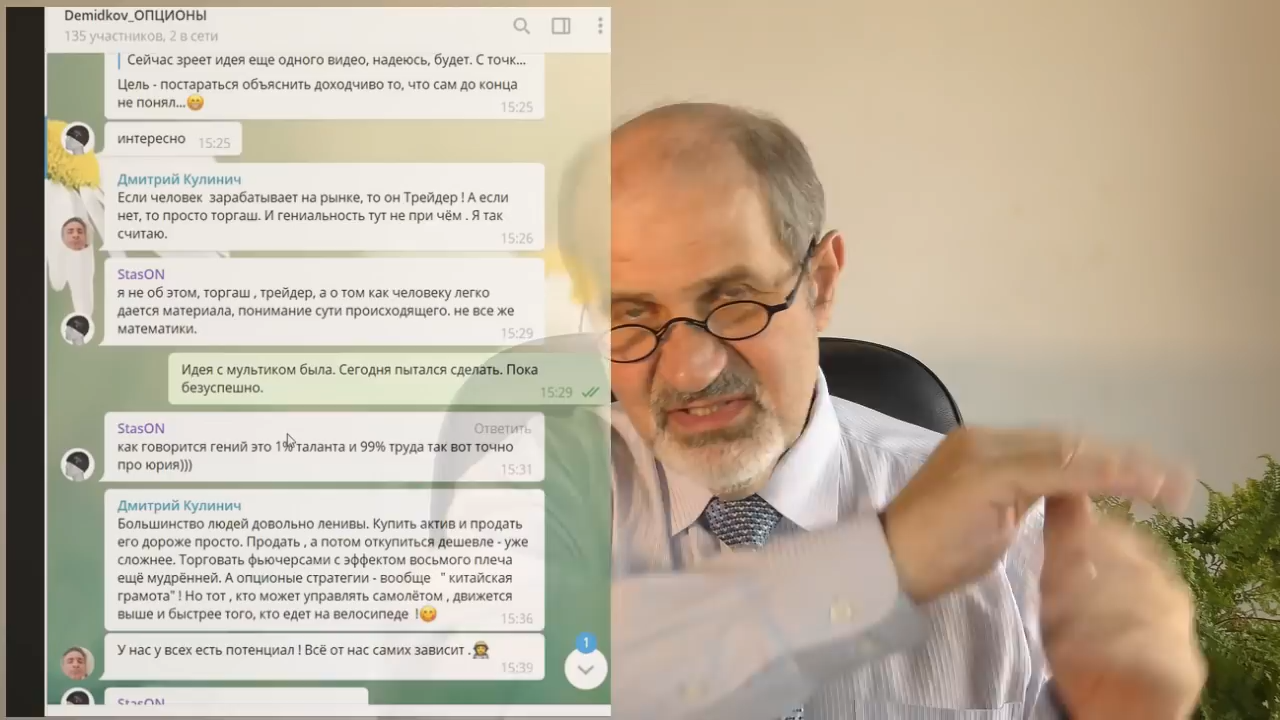 Demidkov_ОПЦИОНЫ
135 участников, 2 в сети
Сейчас зреет идея еще одного видео, надеюсь, будет. С точк...
Цель - постараться объяснить доходчиво то, что сам до конца
не понял...😁
15:25
интересно 15:25
Дмитрий Кулинич
Если человек зарабатывает на рынке, то он Трейдер ! А если
нет, то просто торгаш. И гениальность тут не при чём . Я так
считаю.
15:26
StasON
я не об этом, торгаш , трейдер, а о том как человеку легко
дается материала, понимание сути происходящего. не все же
математики.
15:29
Идея с мультиком была. Сегодня пытался сделать. Пока
безуспешно.
15:29
StasON Ответить
как говорится гений это 1% таланта и 99% труда так вот точно
про юрия)))
15:31
Дмитрий Кулинич
Большинство людей довольно ленивы. Купить актив и продать
его дороже просто. Продать , а потом откупиться дешевле - уже
сложнее. Торговать фьючерсами с эффектом восьмого плеча
ещё мудрённей. А опционые стратегии - вообще " китайская
грамота" ! Но тот , кто может управлять самолётом , движется
выше и быстрее того, кто едет на велосипеде !😋
15:36
1
У нас у всех есть потенциал ! Всё от нас самих зависит .
15:39
StasON